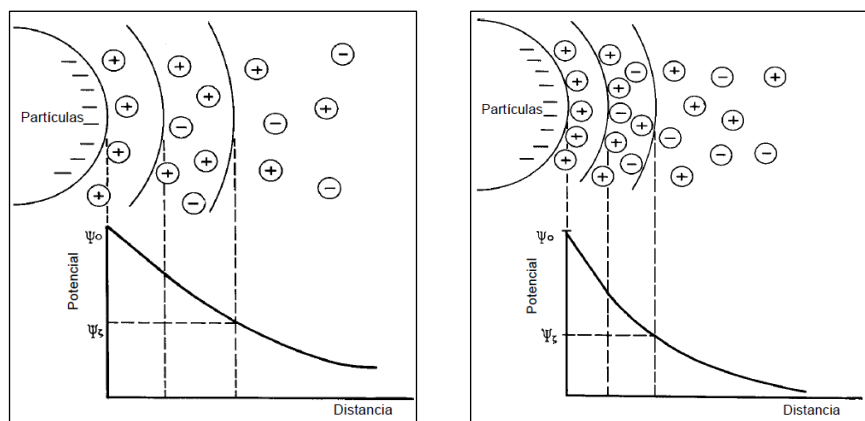 Partículas
Ψo
Potencial
Ψζ
Distancia
Partículas
Ψo
Potencial
Ψζ
Distancia